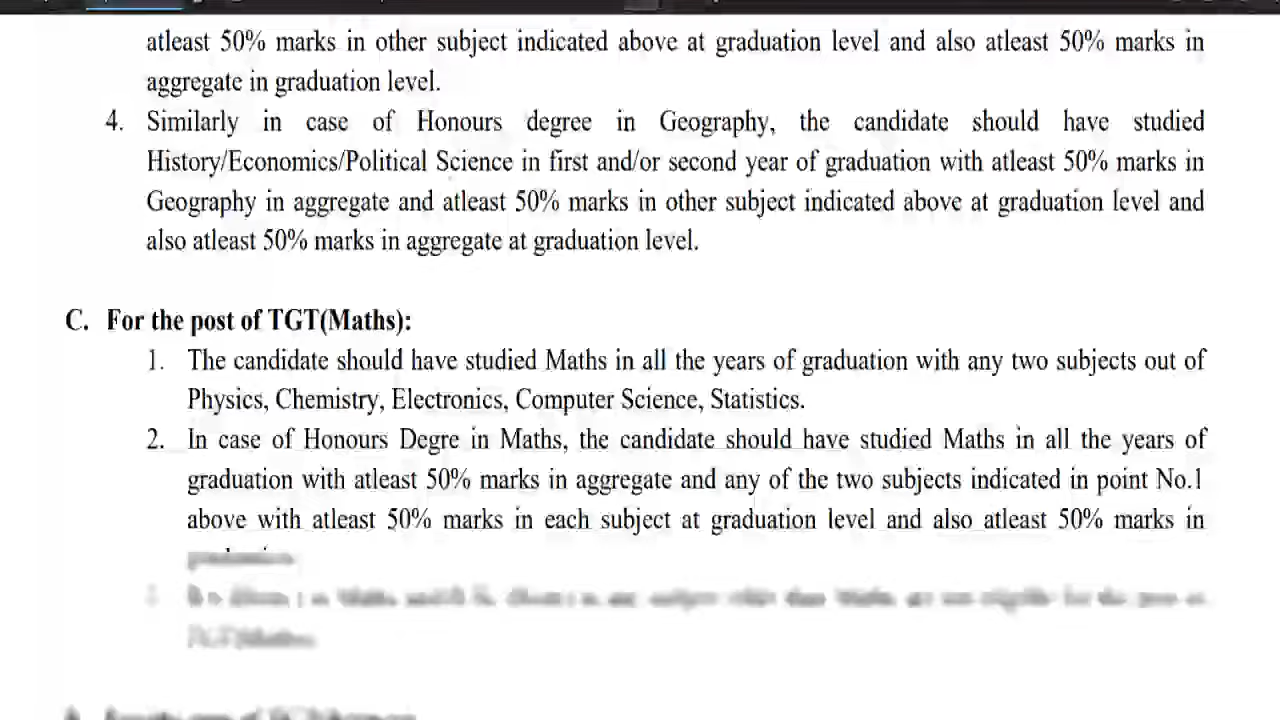 atleast 50% marks in other subject indicated above at graduation level and also atleast 50% marks in
aggregate in graduation level.
4. Similarly in case of Honours degree in Geography, the candidate should have studied
History/Economics/Political Science in first and/or second year of graduation with atleast 50% marks in
Geography in aggregate and atleast 50% marks in other subject indicated above at graduation level and
also atleast 50% marks in aggregate at graduation level.
C. For the post of TGT(Maths):
1. The candidate should have studied Maths in all the years of graduation with any two subjects out of
Physics, Chemistry, Electronics, Computer Science, Statistics.
2. In case of Honours Degre in Maths, the candidate should have studied Maths in all the years of
graduation with atleast 50% marks in aggregate and any of the two subjects indicated in point No.1
above with atleast 50% marks in each subject at graduation level and also atleast 50% marks in